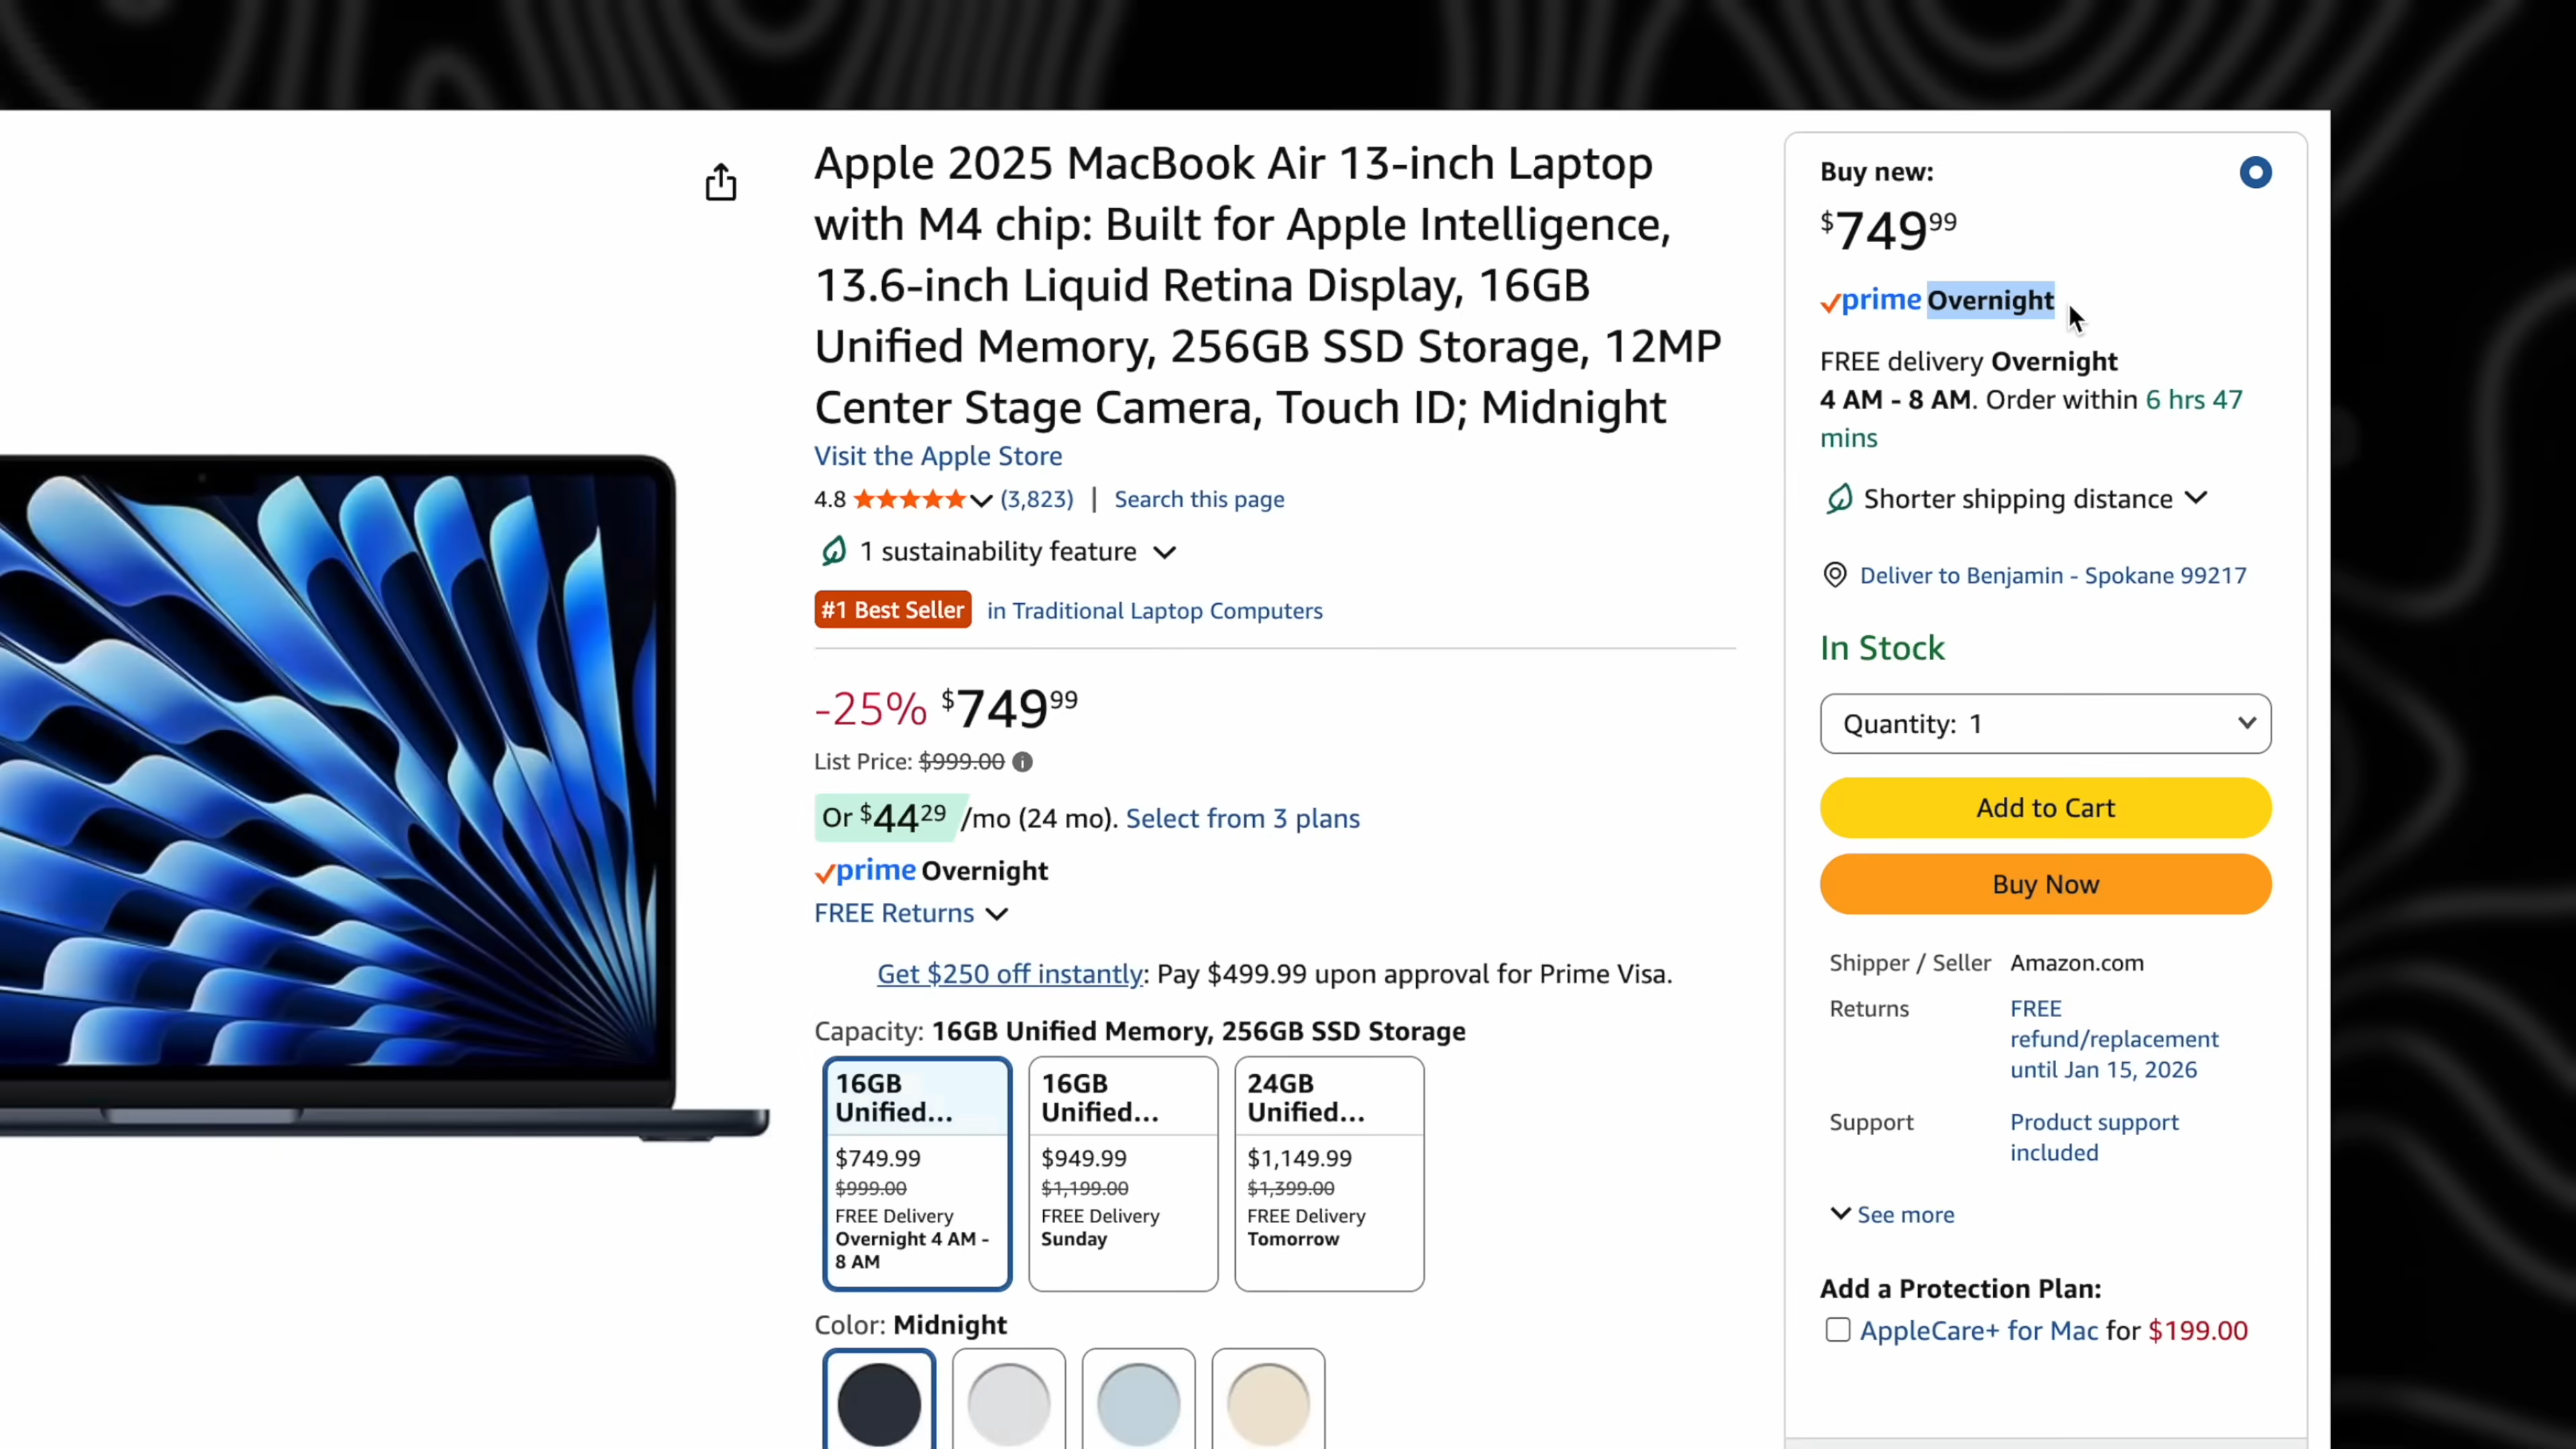 Apple 2025 MacBook Air 13-inch Laptop
with M4 chip: Built for Apple Intelligence,
13.6-inch Liquid Retina Display, 16GB
Unified Memory, 256GB SSD Storage, 12MP
Center Stage Camera, Touch ID; Midnight
Visit the Apple Store
4.8 (3,823) | Search this page
1 sustainability feature
#1 Best Seller in Traditional Laptop Computers
-25% $749.99
List Price: $999.00
Or $44.29 /mo (24 mo). Select from 3 plans
prime Overnight
FREE Returns
Get $250 off instantly: Pay $499.99 upon approval for Prime Visa.
Capacity: 16GB Unified Memory, 256GB SSD Storage
16GB
Unified...
$749.99
$999.00
FREE Delivery
Overnight 4 AM -
8 AM
16GB
Unified...
$949.99
$1,199.00
FREE Delivery
Sunday
24GB
Unified...
$1,149.99
$1,399.00
FREE Delivery
Tomorrow
Color: Midnight
Buy new:
$749.99
prime Overnight
FREE delivery Overnight
4 AM - 8 AM. Order within 6 hrs 47
mins
Shorter shipping distance
Deliver to Benjamin - Spokane 99217
In Stock
Quantity: 1
Add to Cart
Buy Now
Shipper / Seller Amazon.com
Returns FREE
refund/replacement
until Jan 15, 2026
Support Product support
included
See more
Add a Protection Plan:
AppleCare+ for Mac for $199.00